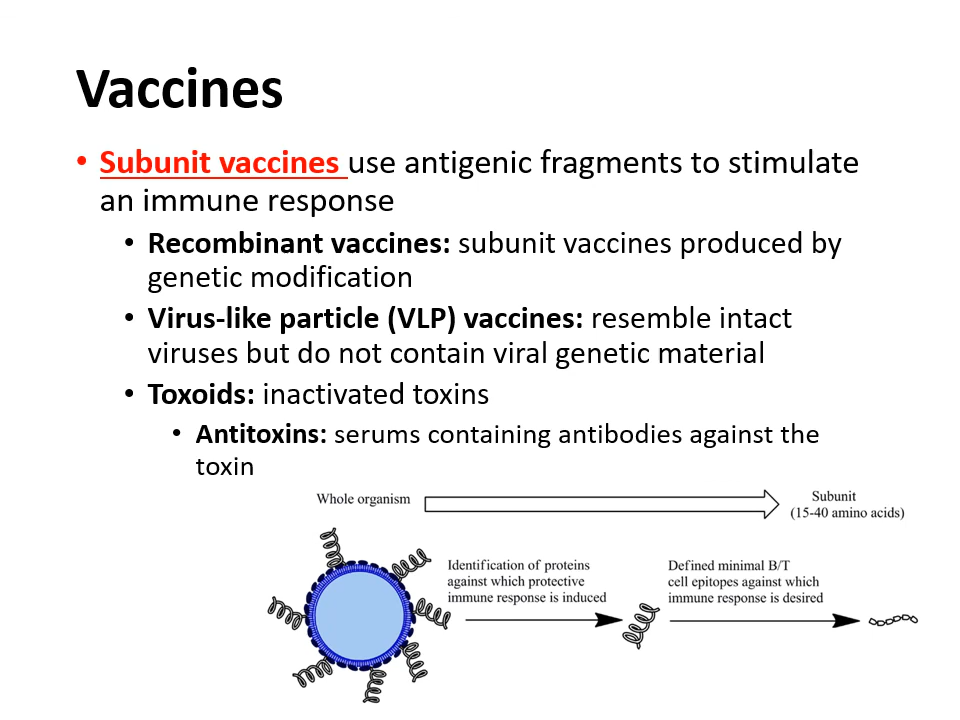 Vaccines
• Subunit vaccines use antigenic fragments to stimulate
an immune response
• Recombinant vaccines: subunit vaccines produced by
genetic modification
• Virus-like particle (VLP) vaccines: resemble intact
viruses but do not contain viral genetic material
• Toxoids: inactivated toxins
• Antitoxins: serums containing antibodies against the
toxin
Whole organism
Subunit
(15-40 amino acids)
Identification of proteins
against which protective
immune response is induced
Defined minimal B/T
cell epitopes against which
immune response is desired